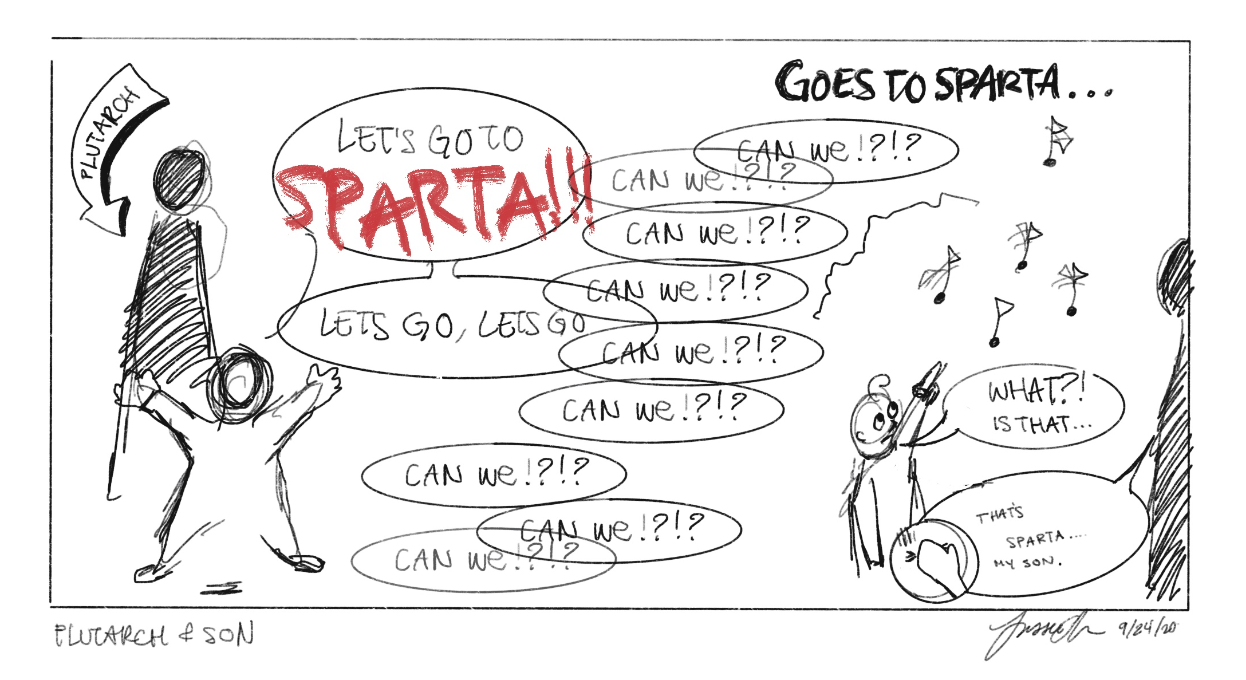 PLUTARCH
LET'S GO TO
SPARTA!!!
LETS GO, LETS GO
CAN we!?!?
CAN we!?!?
CAN we!?!?
CAN we!?!?
CAN we!?!?
CAN we!?!?
CAN we!?!?
CAN we!?!?
CAN we!?!?
GOES TO SPARTA...
WHAT?!
IS THAT...
THAT'S
SPARTA....
MY SON.
PLUTARCH & SON
9/24/20